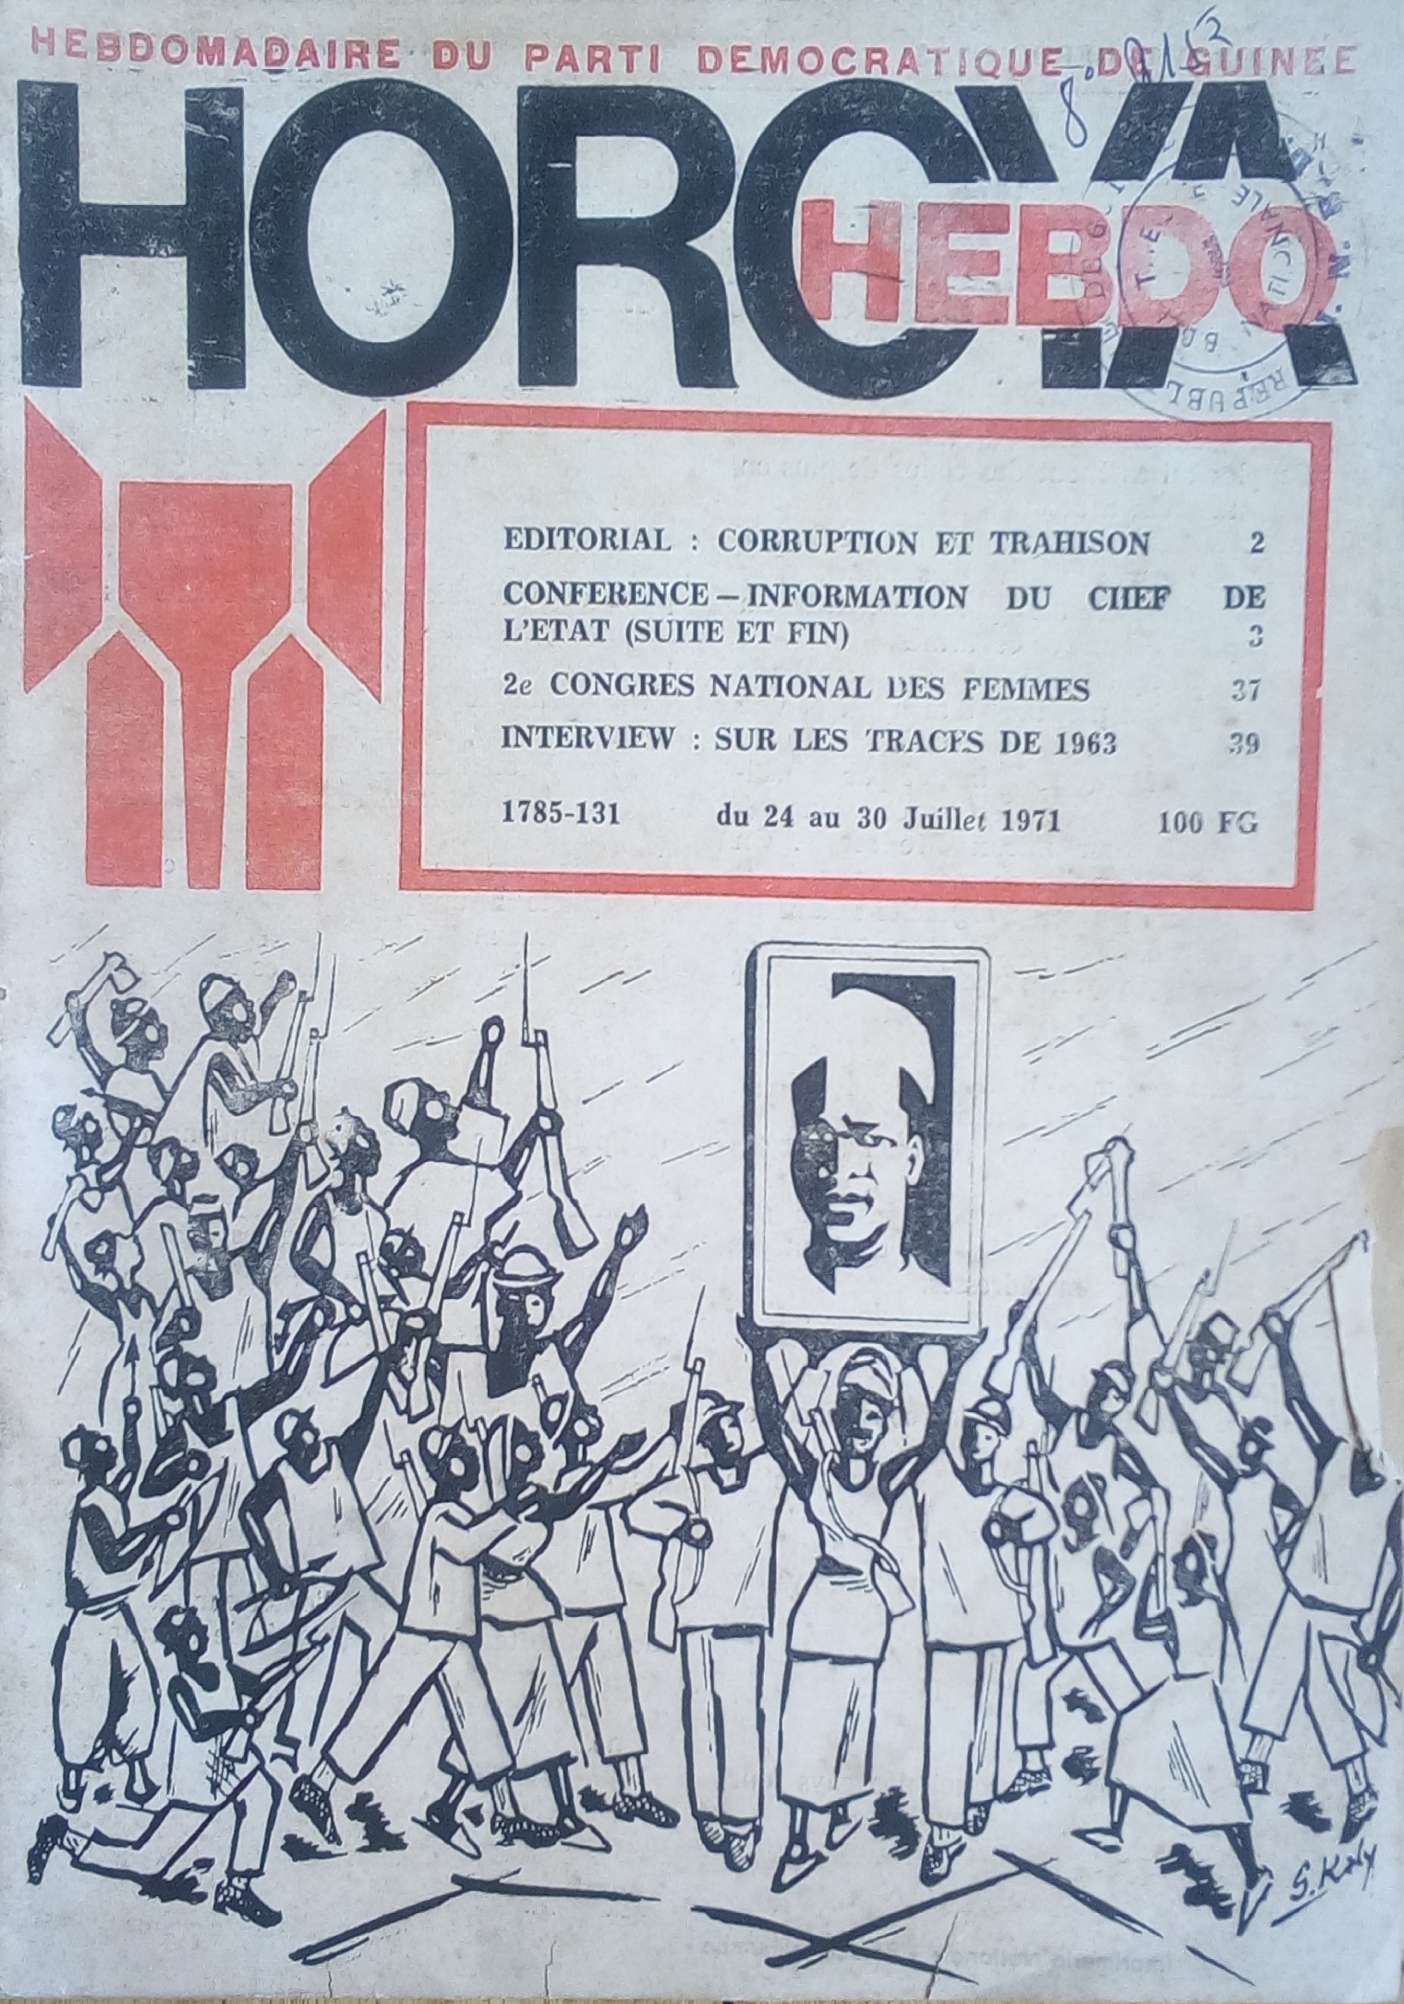 HEBDOMADAIRE DU PARTI DEMOCRATIQUE DE GUINEE
HOROYA
HEBDO
EDITORIAL : CORRUPTION ET TRAHISON 2
CONFERENCE – INFORMATION DU CHEF DE
L'ETAT (SUITE ET FIN) 3
2e CONGRES NATIONAL DES FEMMES 37
INTERVIEW : SUR LES TRACES DE 1963 39
1785-131 du 24 au 30 Juillet 1971 100 FG
S. Kaly